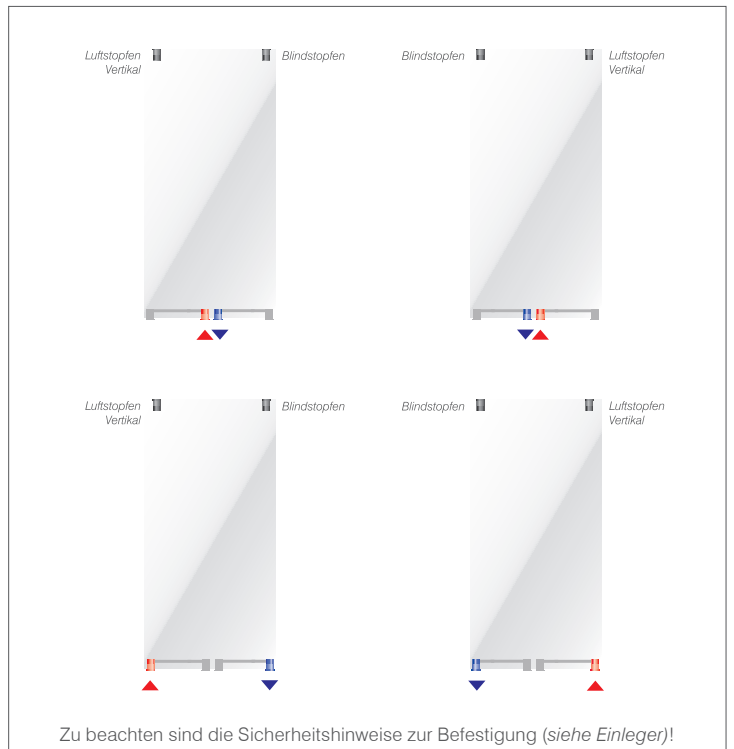 Luftstopfen
Vertikal
Blindstopfen
Blindstopfen
Luftstopfen
Vertikal
Luftstopfen
Vertikal
Blindstopfen
Blindstopfen
Luftstopfen
Vertikal
Zu beachten sind die Sicherheitshinweise zur Befestigung (siehe Einleger)!